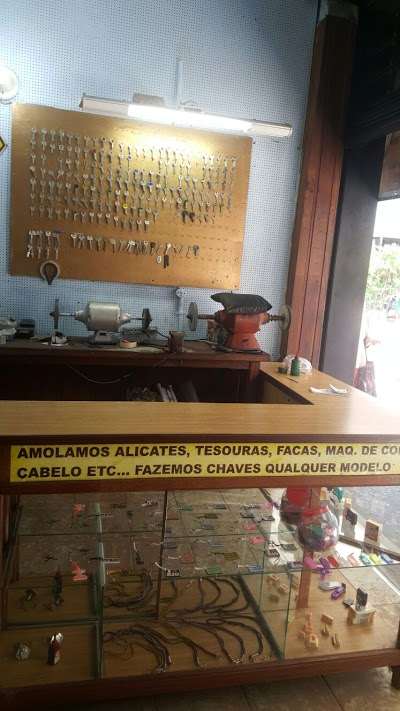 AMOLAMOS ALICATES, TESOURAS, FACAS, MAQ. DE CO
CABELO ETC... FAZEMOS CHAVES QUALQUER MODELO